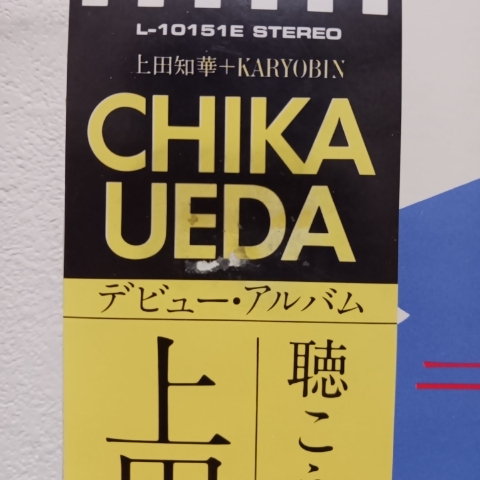 L-10151E STEREO
上田知華+KARYOBIN
CHIKA
UEDA
デビュー・アルバム
上
聴こ